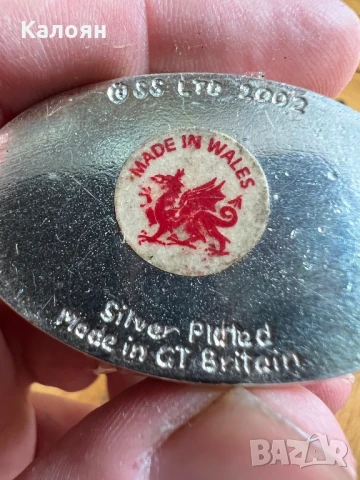 Калоян
©SS LTD 2002
MADE IN WALES
Silver Plated
Made in GT Britain
BAZAR